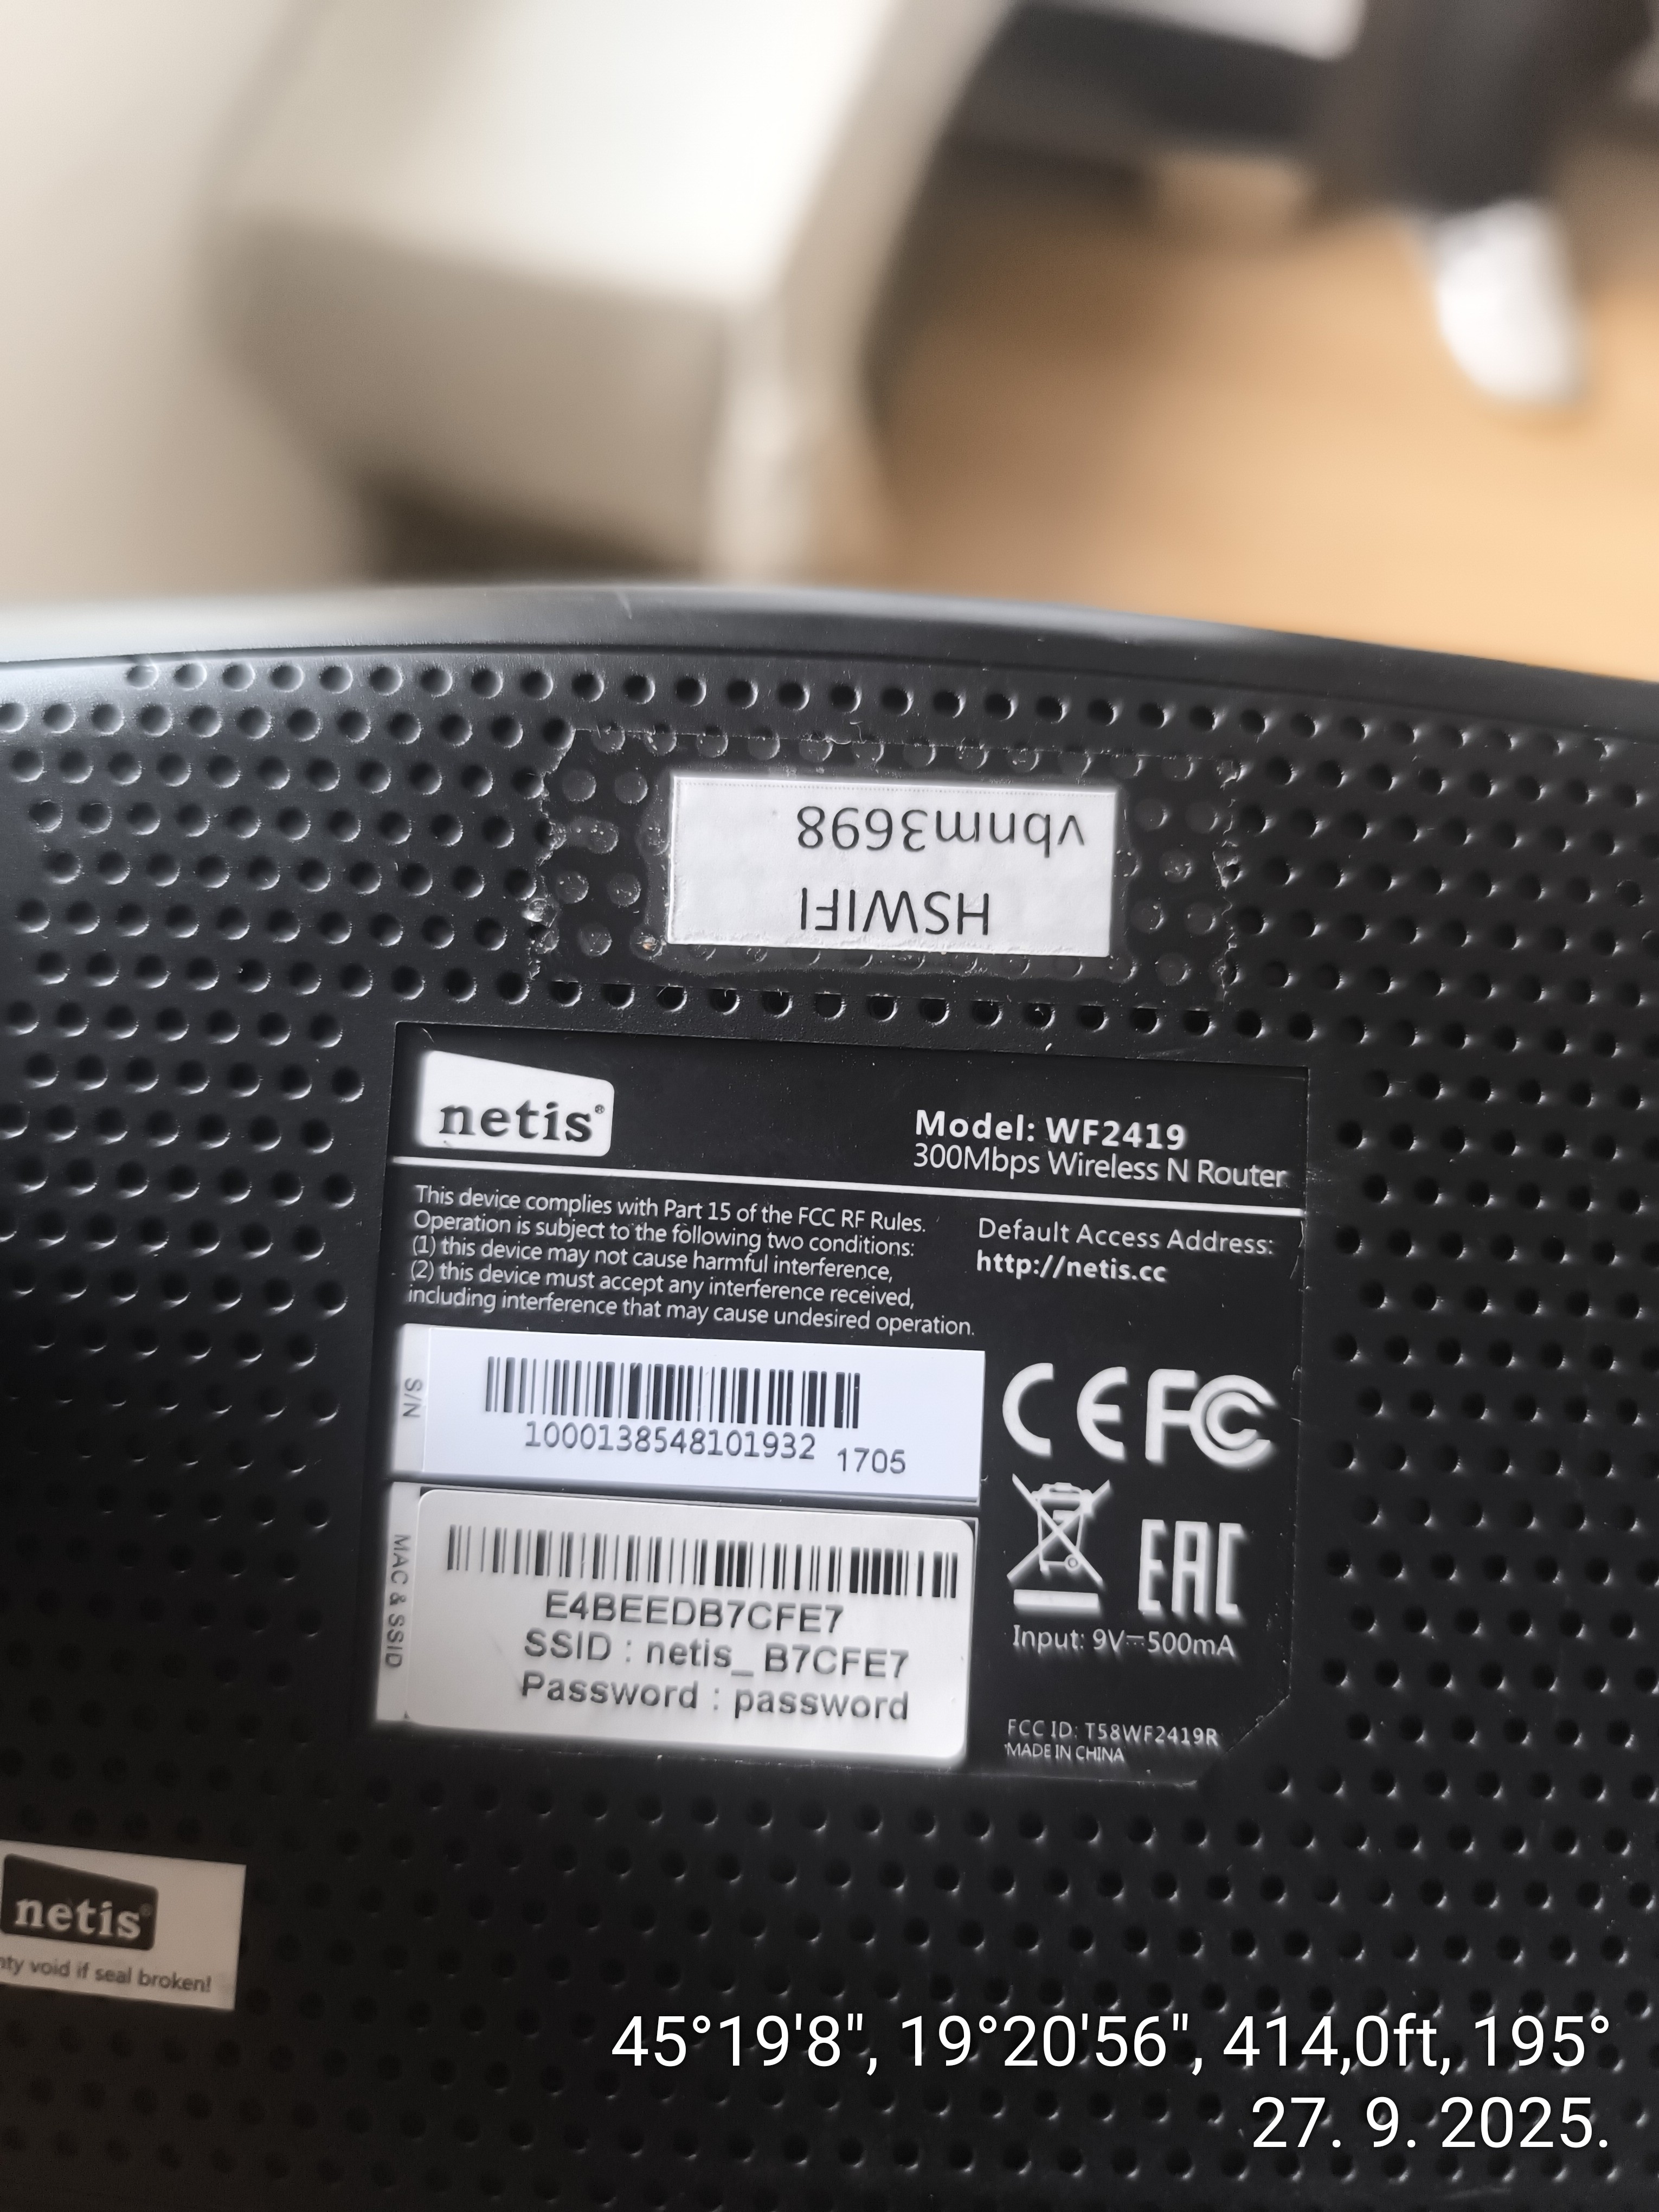 vbnm3698
HSWIFI
netis®
Model: WF2419
300Mbps Wireless N Router
This device complies with Part 15 of the FCC RF Rules.
Operation is subject to the following two conditions:
(1) this device may not cause harmful interference,
(2) this device must accept any interference received,
including interference that may cause undesired operation.
Default Access Address:
http://netis.cc
S/N
1000138548101932 1705
CE FC
EAC
MAC & SSID
E4BEEDB7CFE7
SSID : netis_ B7CFE7
Password : password
Input: 9V⎓500mA
FCC ID: T58WF2419R
MADE IN CHINA
netis®
void if seal broken!
45°19'8", 19°20'56", 414,0ft, 195°
27. 9. 2025.